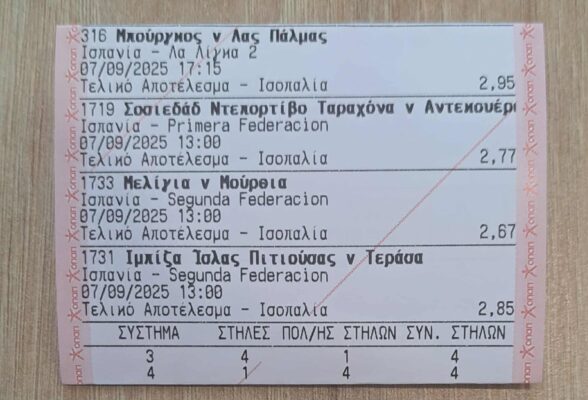 316 Μπούργκος v Λας Πάλμας
Ισπανία - Λα Λίγκα 2
07/09/2025 17:15
Τελικό Αποτέλεσμα - Ισοπαλία 2,95
1719 Σοσιεδάδ Ντεπορτίβο Ταραχόνα v Αντεκουέρ
Ισπανία - Primera Federacion
07/09/2025 13:00
Τελικό Αποτέλεσμα - Ισοπαλία 2,77
1733 Μελίγια v Μούρθια
Ισπανία - Segunda Federacion
07/09/2025 13:00
Τελικό Αποτέλεσμα - Ισοπαλία 2,67
1731 Ιμπίζα Ίσλας Πιτιούσας v Τεράσα
Ισπανία - Segunda Federacion
07/09/2025 13:00
Τελικό Αποτέλεσμα - Ισοπαλία 2,85
ΣΥΣΤΗΜΑ ΣΤΗΛΕΣ ΠΟΛ/ΗΣ ΣΤΗΛΩΝ ΣΥΝ. ΣΤΗΛΩΝ
3 4 1 4
4 1 4 4